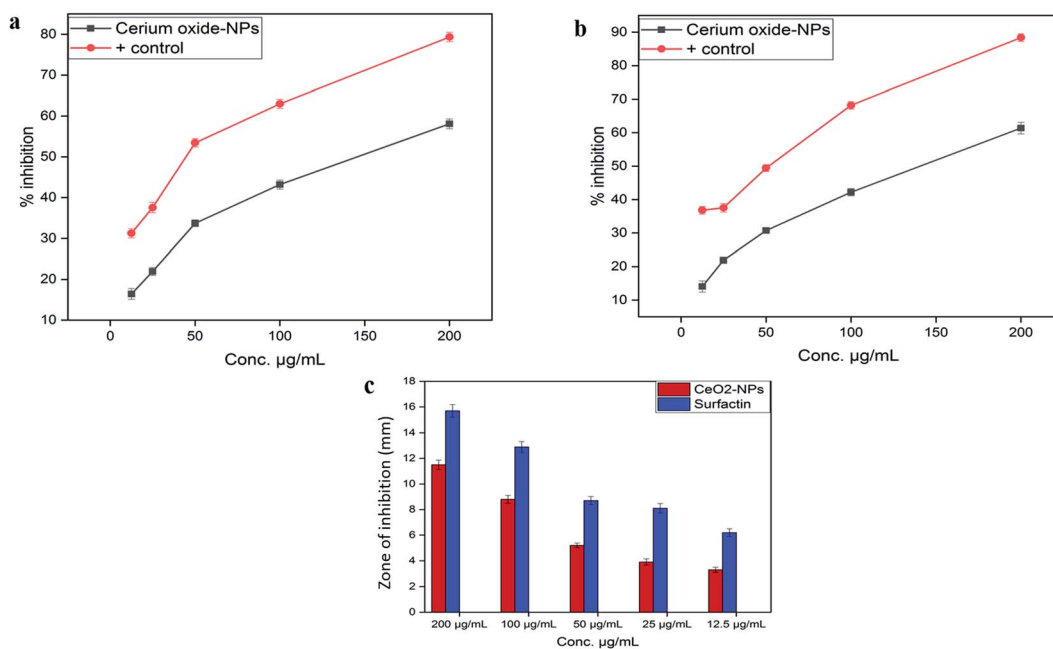 a
Cerium oxide-NPs
+ control
80
70
60
50
40
30
20
10
% inhibition
0
50
100
150
200
Conc. µg/mL
b
Cerium oxide-NPs
+ control
90
80
70
60
50
40
30
20
10
% inhibition
0
50
100
150
200
Conc. µg/mL
c
CeO2-NPs
Surfactin
18
16
14
12
10
8
6
4
2
0
Zone of inhibition (mm)
200 µg/mL
100 µg/mL
50 µg/mL
25 µg/mL
12.5 µg/mL
Conc. µg/mL